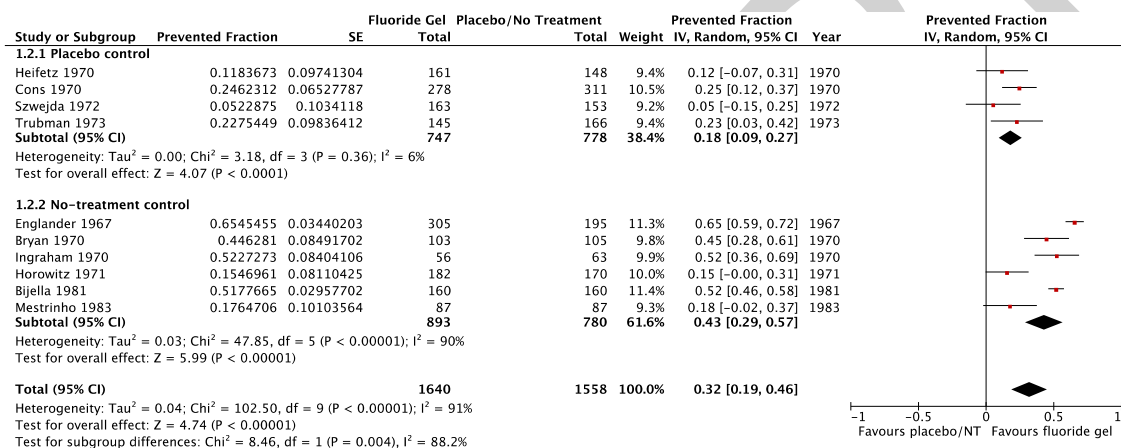 Fluoride Gel Placebo/No Treatment Prevented Fraction Prevented Fraction
Study or Subgroup Prevented Fraction SE Total Total Weight IV, Random, 95% CI Year IV, Random, 95% CI
1.2.1 Placebo control
Heifetz 1970 0.1183673 0.09741304 161 148 9.4% 0.12 [-0.07, 0.31] 1970
Cons 1970 0.2462312 0.06527787 278 311 10.5% 0.25 [0.12, 0.37] 1970
Szwejda 1972 0.0522875 0.1034118 163 153 9.2% 0.05 [-0.15, 0.25] 1972
Trubman 1973 0.2275449 0.09836412 145 166 9.4% 0.23 [0.03, 0.42] 1973
Subtotal (95% CI) 747 778 38.4% 0.18 [0.09, 0.27]
Heterogeneity: Tau² = 0.00; Chi² = 3.18, df = 3 (P = 0.36); I² = 6%
Test for overall effect: Z = 4.07 (P < 0.0001)
1.2.2 No-treatment control
Englander 1967 0.6545455 0.03440203 305 195 11.3% 0.65 [0.59, 0.72] 1967
Bryan 1970 0.446281 0.08491702 103 105 9.8% 0.45 [0.28, 0.61] 1970
Ingraham 1970 0.5227273 0.08404106 56 63 9.9% 0.52 [0.36, 0.69] 1970
Horowitz 1971 0.1546961 0.08110425 182 170 10.0% 0.15 [-0.00, 0.31] 1971
Bijella 1981 0.5177665 0.02957702 160 160 11.4% 0.52 [0.46, 0.58] 1981
Mestrinho 1983 0.1764706 0.10103564 87 87 9.3% 0.18 [-0.02, 0.37] 1983
Subtotal (95% CI) 893 780 61.6% 0.43 [0.29, 0.57]
Heterogeneity: Tau² = 0.03; Chi² = 47.85, df = 5 (P < 0.00001); I² = 90%
Test for overall effect: Z = 5.99 (P < 0.00001)
Total (95% CI) 1640 1558 100.0% 0.32 [0.19, 0.46]
Heterogeneity: Tau² = 0.04; Chi² = 102.50, df = 9 (P < 0.00001); I² = 91%
Test for overall effect: Z = 4.74 (P < 0.00001)
Test for subgroup differences: Chi² = 8.46, df = 1 (P = 0.004), I² = 88.2%
-1 -0.5 0 0.5 1
Favours placebo/NT Favours fluoride gel